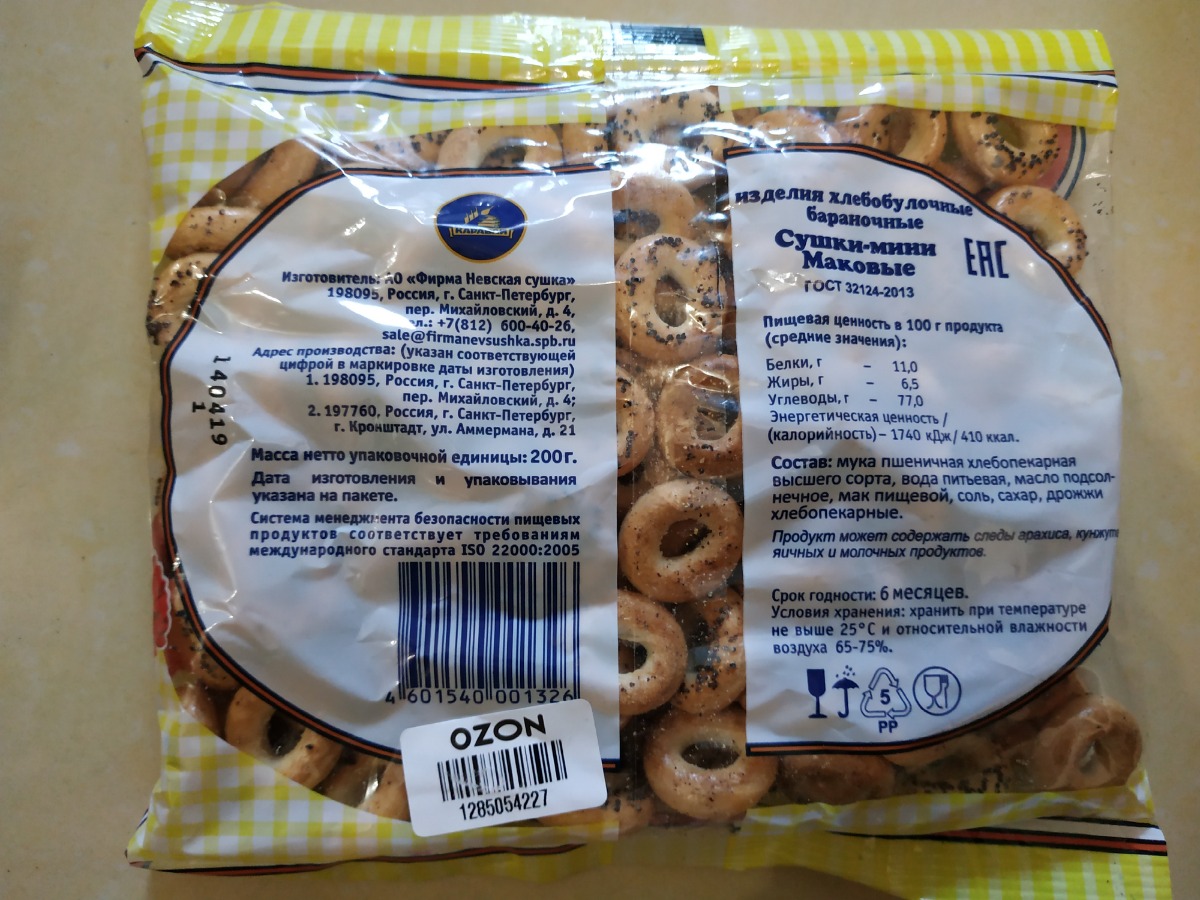 КАРАВАЙ
Изготовитель: АО «Фирма Невская сушка»
198095, Россия, г. Санкт-Петербург,
пер. Михайловский, д. 4,
+7(812) 600-40-26,
sale@firmanevsushka.spb.ru
Адрес производства: (указан соответствующей
цифрой в маркировке даты изготовления)
1. 198095, Россия, г. Санкт-Петербург,
пер. Михайловский, д. 4;
2. 197760, Россия, г. Санкт-Петербург,
г. Кронштадт, ул. Аммермана, д. 21
Масса нетто упаковочной единицы: 200 г.
Дата изготовления и упаковывания
указана на пакете.
Система менеджмента безопасности пищевых
продуктов соответствует требованиям
международного стандарта ISO 22000:2005
4 601540 001326
140419
1
OZON
1285054227
изделия хлебобулочные
бараночные
Сушки-мини
Маковые
ГОСТ 32124-2013
EAC
Пищевая ценность в 100 г продукта
(средние значения):
Белки, г – 11,0
Жиры, г – 6,5
Углеводы, г – 77,0
Энергетическая ценность /
(калорийность) – 1740 кДж/ 410 ккал.
Состав: мука пшеничная хлебопекарная
высшего сорта, вода питьевая, масло подсол-
нечное, мак пищевой, соль, сахар, дрожжи
хлебопекарные.
Продукт может содержать следы арахиса, кунжут
яичных и молочных продуктов.
Срок годности: 6 месяцев.
Условия хранения: хранить при температуре
не выше 25°С и относительной влажности
воздуха 65-75%.
5
PP